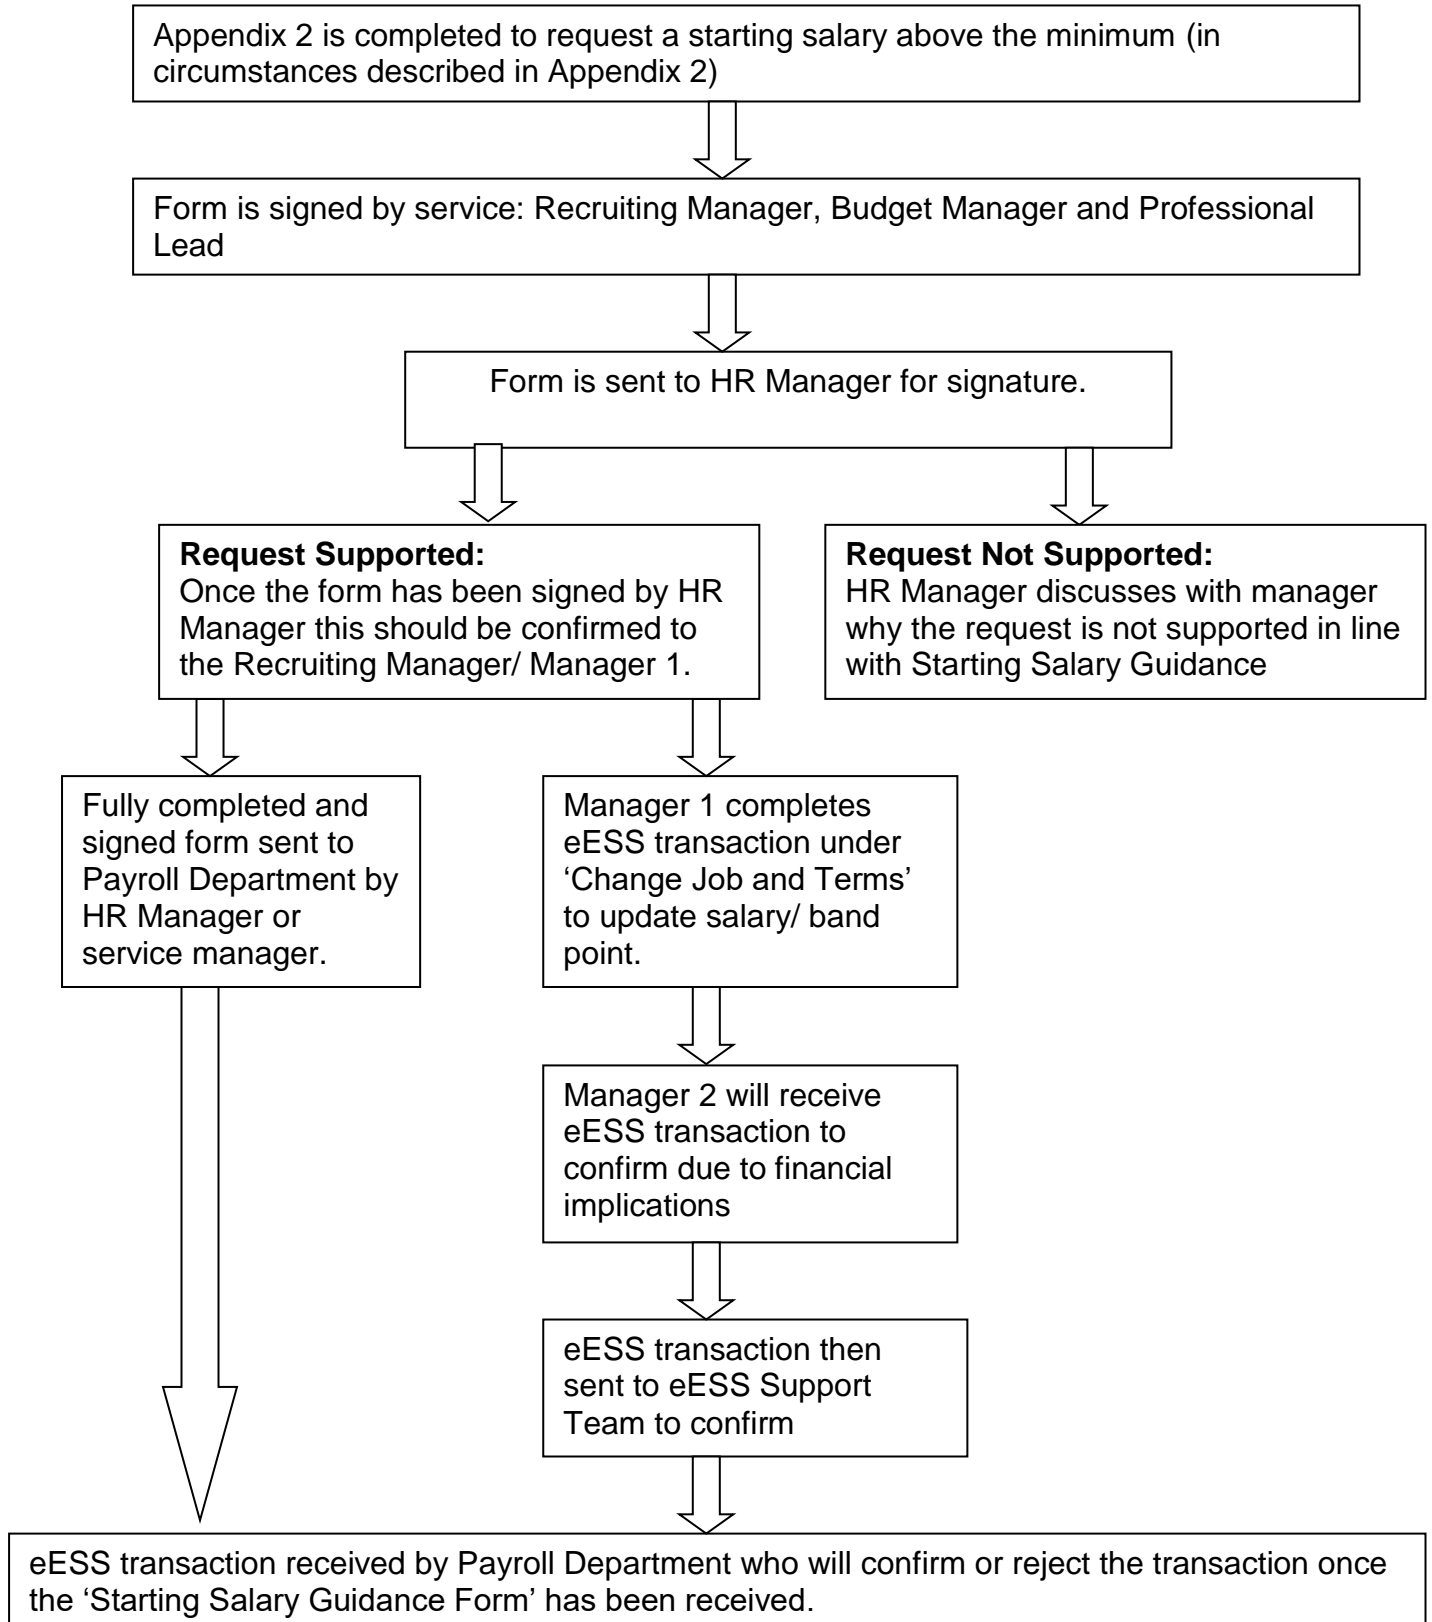 Appendix 2 is completed to request a starting salary above the minimum (in
circumstances described in Appendix 2)
Form is signed by service: Recruiting Manager, Budget Manager and Professional
Lead
Form is sent to HR Manager for signature.
Request Supported:
Once the form has been signed by HR
Manager this should be confirmed to
the Recruiting Manager/ Manager 1.
Request Not Supported:
HR Manager discusses with manager
why the request is not supported in line
with Starting Salary Guidance
Fully completed and
signed form sent to
Payroll Department by
HR Manager or
service manager.
Manager 1 completes
eESS transaction under
‘Change Job and Terms’
to update salary/ band
point.
Manager 2 will receive
eESS transaction to
confirm due to financial
implications
eESS transaction then
sent to eESS Support
Team to confirm
eESS transaction received by Payroll Department who will confirm or reject the transaction once
the ‘Starting Salary Guidance Form’ has been received.